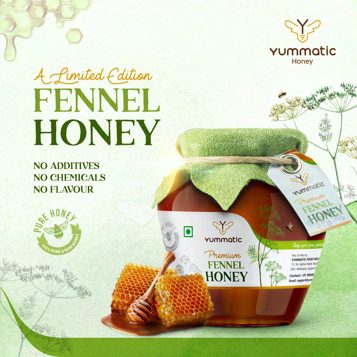 yummatic
Honey
A Limited Edition
FENNEL
HONEY
NO ADDITIVES
NO CHEMICALS
NO FLAVOUR
PURE HONEY
yummatic
Premium
FENNEL
HONEY
yummatic
Premium
FENNEL
HONEY